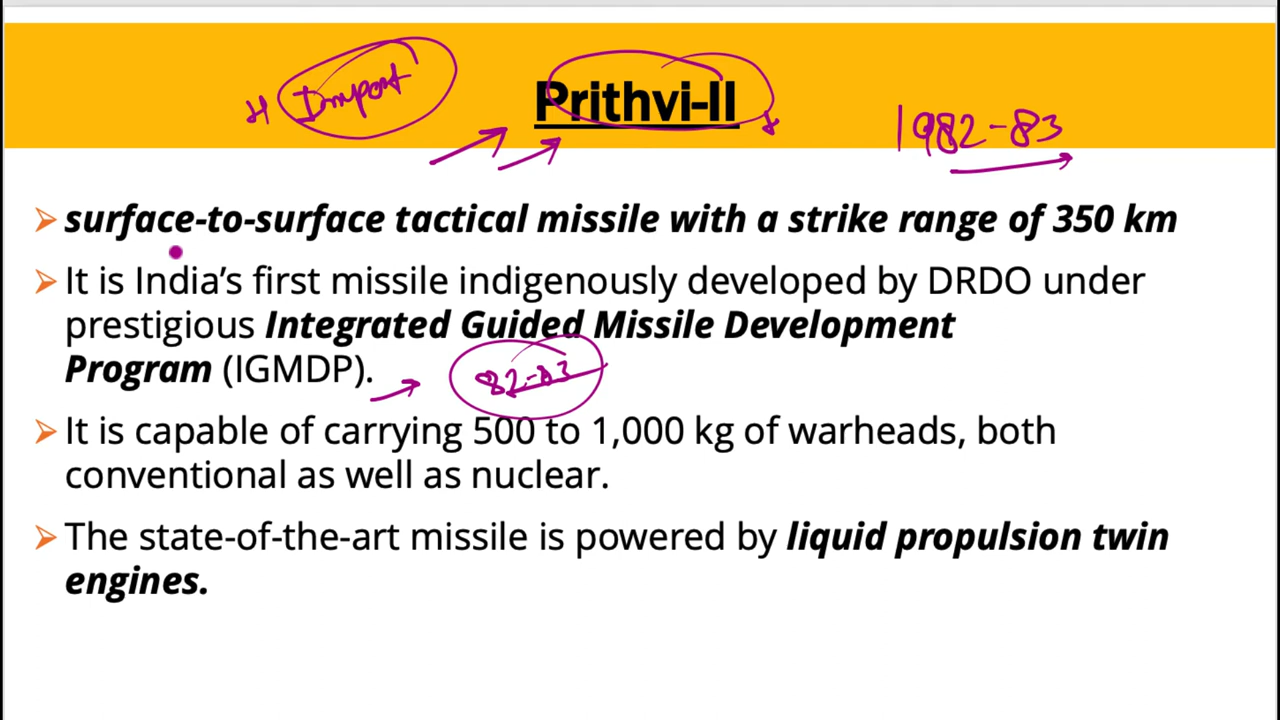 Import
Prithvi-II
1982-83
surface-to-surface tactical missile with a strike range of 350 km
It is India’s first missile indigenously developed by DRDO under
prestigious Integrated Guided Missile Development
Program (IGMDP).
82-83
It is capable of carrying 500 to 1,000 kg of warheads, both
conventional as well as nuclear.
The state-of-the-art missile is powered by liquid propulsion twin
engines.